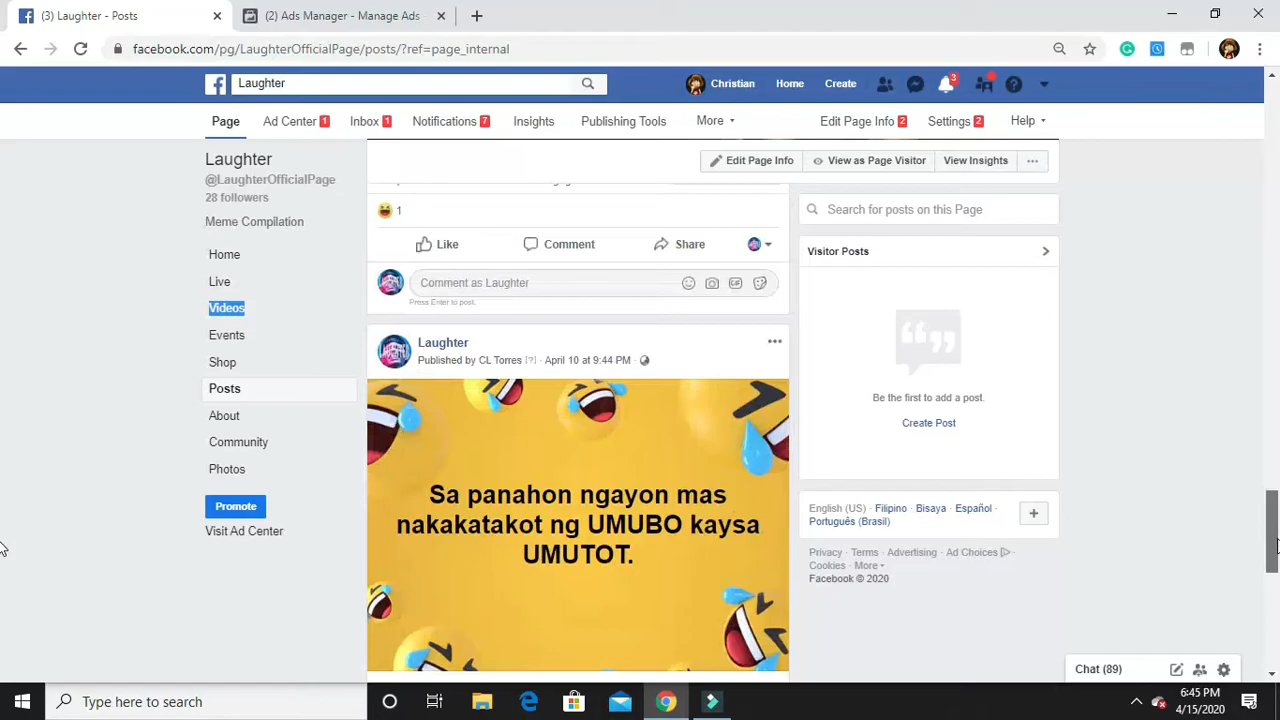 (3) Laughter - Posts
(2) Ads Manager - Manage Ads
facebook.com/pg/LaughterOfficialPage/posts/?ref=page_internal
Laughter
Christian
Home
Create
3
Page
Ad Center 1
Inbox 1
Notifications 7
Insights
Publishing Tools
More
Edit Page Info 2
Settings 2
Help
Laughter
@LaughterOfficialPage
28 followers
Meme Compilation
Home
Live
Videos
Events
Shop
Posts
About
Community
Photos
Promote
Visit Ad Center
Edit Page Info
View as Page Visitor
View Insights
1
Like
Comment
Share
Comment as Laughter
Press Enter to post.
Laughter
Published by CL Torres [?] · April 10 at 9:44 PM ·
Sa panahon ngayon mas
nakakatakot ng UMUBO kaysa
UMUTOT.
Search for posts on this Page
Visitor Posts
Be the first to add a post.
Create Post
English (US) · Filipino · Bisaya · Español ·
Português (Brasil)
Privacy · Terms · Advertising · Ad Choices ·
Cookies · More
Facebook © 2020
Chat (89)
Type here to search
6:45 PM
4/15/2020